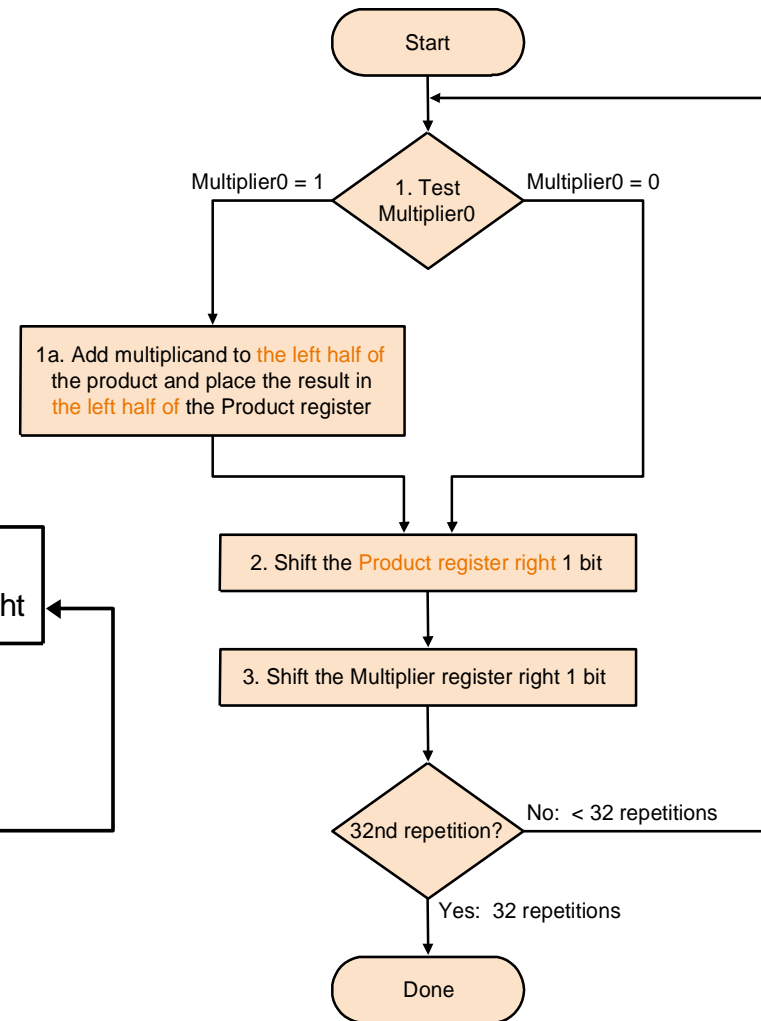 Start
Multiplier0 = 1
1. Test
Multiplier0
Multiplier0 = 0
1a. Add multiplicand to the left half of
the product and place the result in
the left half of the Product register
2. Shift the Product register right 1 bit
ht
3. Shift the Multiplier register right 1 bit
32nd repetition?
No: < 32 repetitions
Yes: 32 repetitions
Done